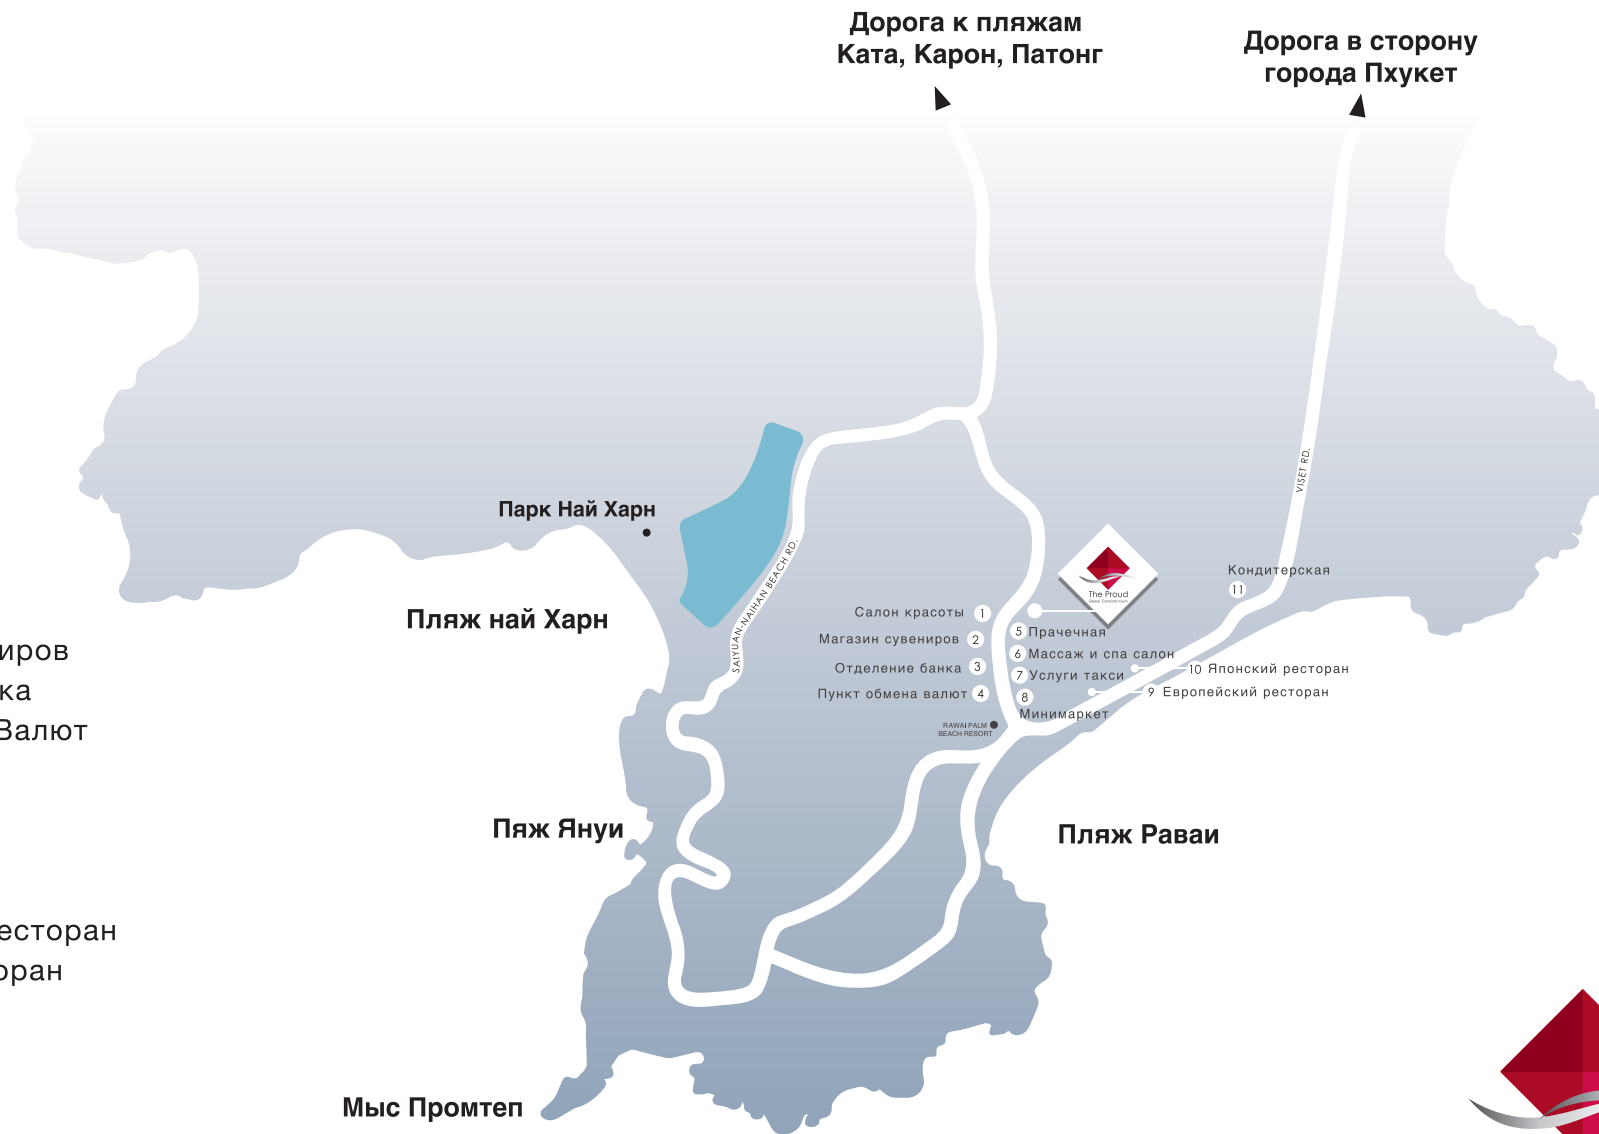 Дорога к пляжам
Ката, Карон, Патонг
Дорога в сторону
города Пхукет
VISET RD.
Парк Най Харн
SAIYUAN-NAIHAN BEACH RD.
The Proud
Rawai Condominium
Кондитерская
11
Пляж най Харн
Салон красоты 1
Магазин сувениров 2
Отделение банка 3
Пункт обмена валют 4
5 Прачечная
6 Массаж и спа салон
7 Услуги такси
8
Минимаркет
10 Японский ресторан
9 Европейский ресторан
RAWAI PALM
BEACH RESORT
иров
ка
Валют
Пяж Януи
Пляж Раваи
есторан
оран
Мыс Промтеп